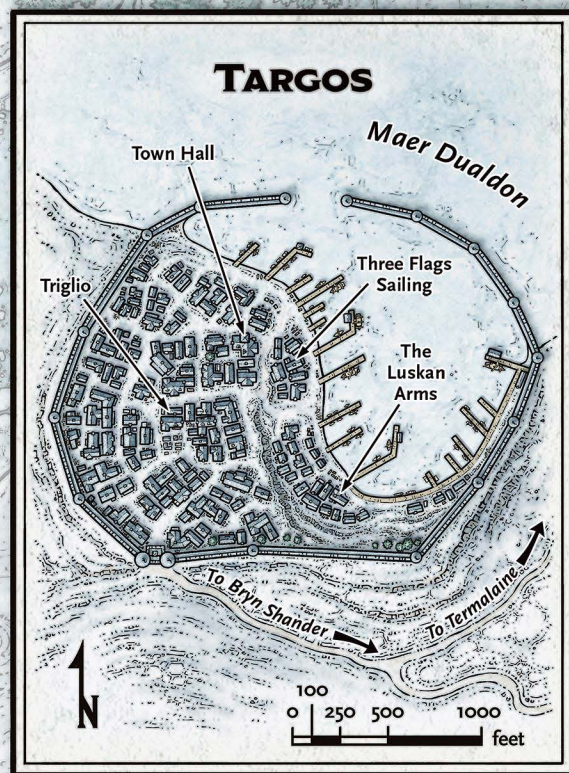 TARGOS
Maer Dualdon
Town Hall
Triglio
Three Flags
Sailing
The
Luskan
Arms
To Bryn Shander
To Termalaine
N
100
0 250 500 1000
feet